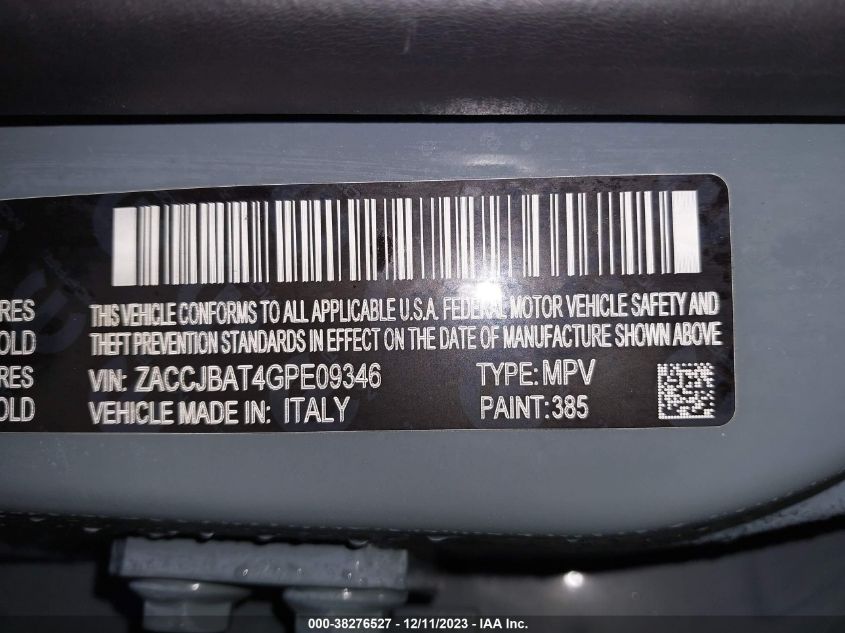 RES
OLD
RES
OLD
THIS VEHICLE CONFORMS TO ALL APPLICABLE U.S.A. FEDERAL MOTOR VEHICLE SAFETY AND
THEFT PREVENTION STANDARDS IN EFFECT ON THE DATE OF MANUFACTURE SHOWN ABOVE
VIN: ZACCJBAT4GPE09346 TYPE: MPV
VEHICLE MADE IN: ITALY PAINT: 385
000-38276527 - 12/11/2023 - IAA Inc.